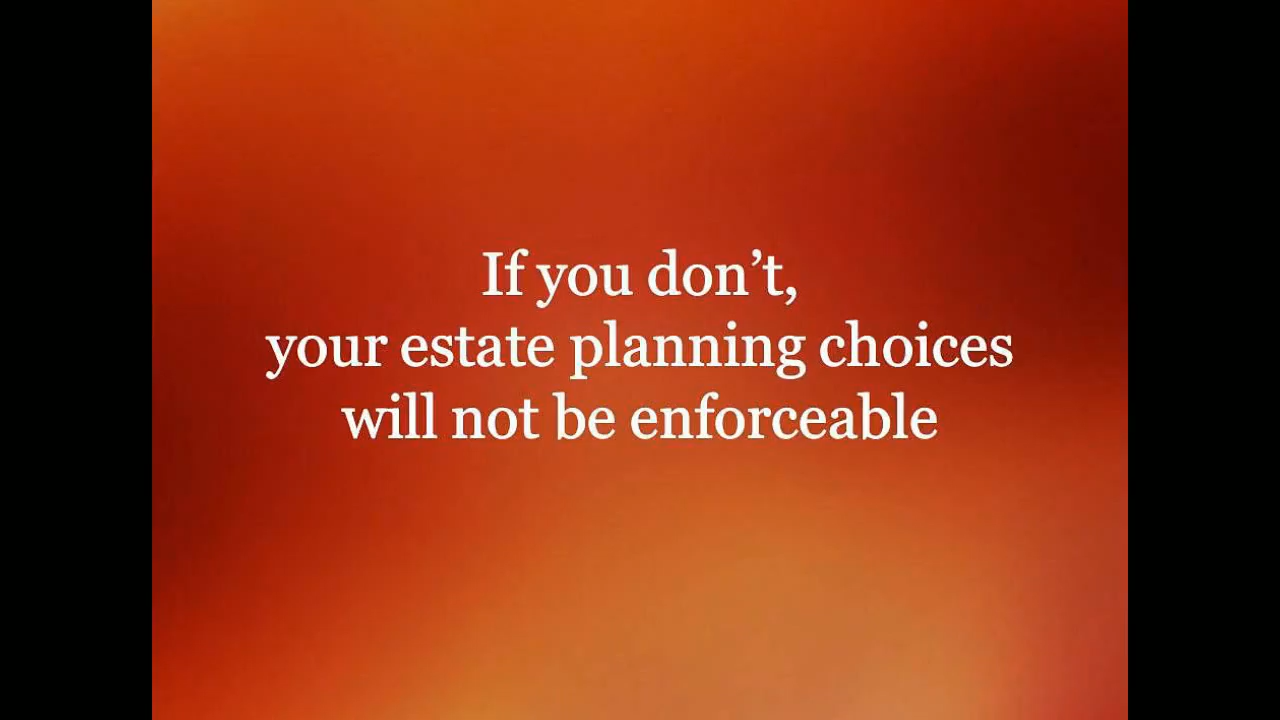 If you don’t,
your estate planning choices
will not be enforceable